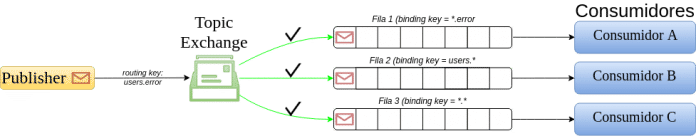 Consumidores
Topic
Exchange
Fila 1 (binding key = *.error
Consumidor A
Publisher
routing key:
users.error
Fila 2 (binding key = users.*
Consumidor B
Fila 3 (binding key = *.*
Consumidor C